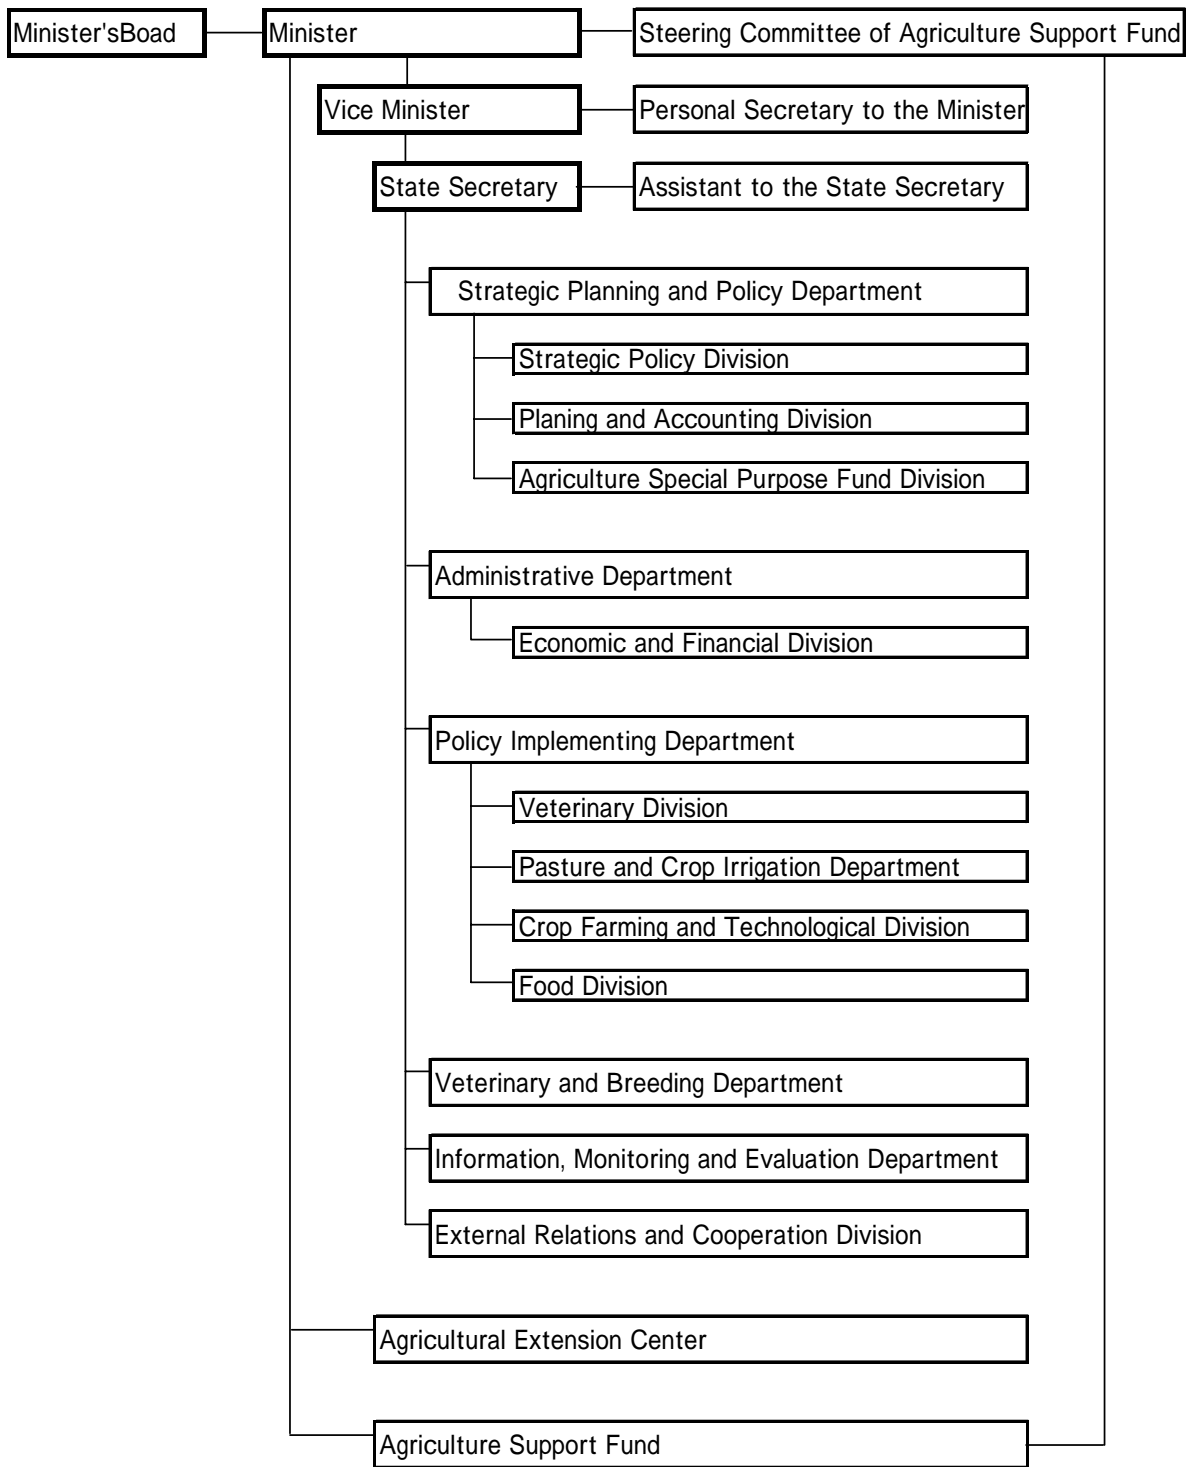 Minister'sBoad
Minister
Steering Committee of Agriculture Support Fund
Vice Minister
Personal Secretary to the Minister
State Secretary
Assistant to the State Secretary
Strategic Planning and Policy Department
Strategic Policy Division
Planing and Accounting Division
Agriculture Special Purpose Fund Division
Administrative Department
Economic and Financial Division
Policy Implementing Department
Veterinary Division
Pasture and Crop Irrigation Department
Crop Farming and Technological Division
Food Division
Veterinary and Breeding Department
Information, Monitoring and Evaluation Department
External Relations and Cooperation Division
Agricultural Extension Center
Agriculture Support Fund